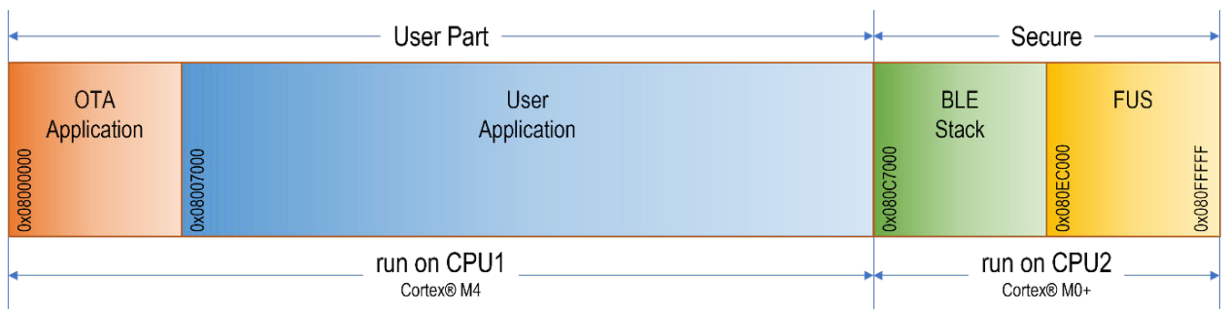 User Part
Secure
OTA
Application
User
Application
BLE
Stack
FUS
0x08000000
0x08007000
0x080C7000
0x080EC000
0x080FFFFF
run on CPU1
Cortex® M4
run on CPU2
Cortex® M0+